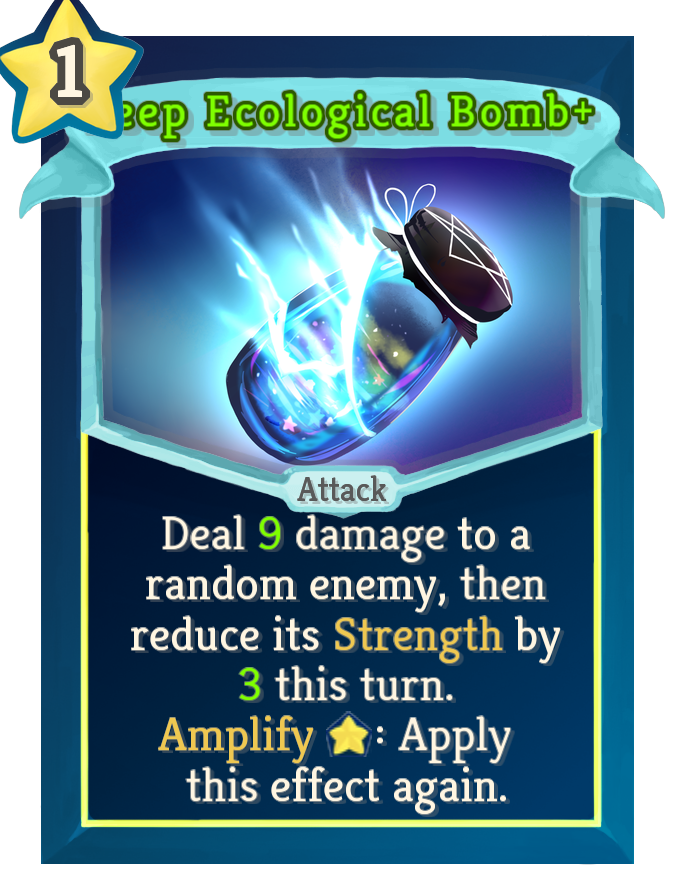 1
eep Ecological Bomb+
Attack
Deal 9 damage to a
random enemy, then
reduce its Strength by
3 this turn.
Amplify : Apply
this effect again.